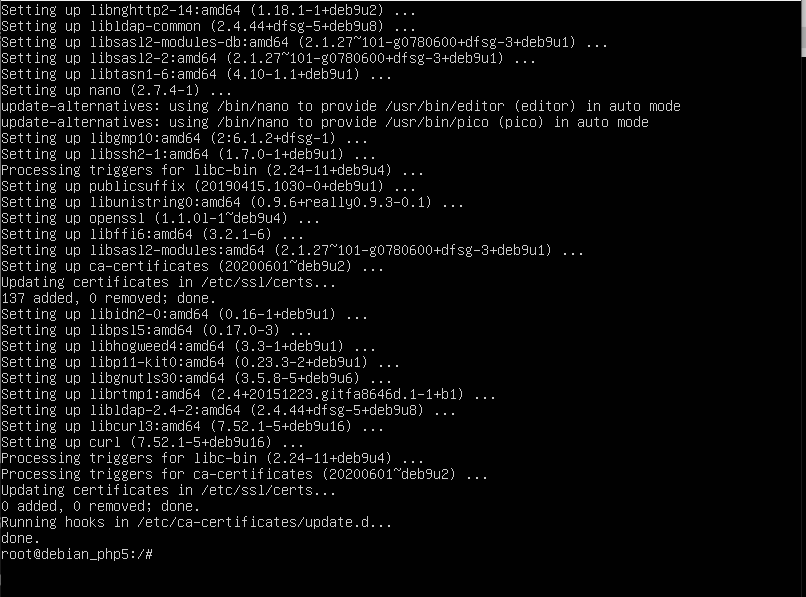 Setting up libnghttp2-14:amd64 (1.18.1-1+deb9u2) ...
Setting up libldap-common (2.4.44+dfsg-5+deb9u8) ...
Setting up libsasl2-modules-db:amd64 (2.1.27~101-g0780600+dfsg-3+deb9u1) ...
Setting up libsasl2-2:amd64 (2.1.27~101-g0780600+dfsg-3+deb9u1) ...
Setting up libtasn1-6:amd64 (4.10-1.1+deb9u1) ...
Setting up nano (2.7.4-1) ...
update-alternatives: using /bin/nano to provide /usr/bin/editor (editor) in auto mode
update-alternatives: using /bin/nano to provide /usr/bin/pico (pico) in auto mode
Setting up libgmp10:amd64 (2:6.1.2+dfsg-1) ...
Setting up libssh2-1:amd64 (1.7.0-1+deb9u1) ...
Processing triggers for libc-bin (2.24-11+deb9u4) ...
Setting up publicsuffix (20190415.1030-0+deb9u1) ...
Setting up libunistring0:amd64 (0.9.6+really0.9.3-0.1) ...
Setting up openssl (1.1.0l-1~deb9u4) ...
Setting up libffi6:amd64 (3.2.1-6) ...
Setting up libsasl2-modules:amd64 (2.1.27~101-g0780600+dfsg-3+deb9u1) ...
Setting up ca-certificates (20200601~deb9u2) ...
Updating certificates in /etc/ssl/certs...
137 added, 0 removed; done.
Setting up libidn2-0:amd64 (0.16-1+deb9u1) ...
Setting up libpsl5:amd64 (0.17.0-3) ...
Setting up libhogweed4:amd64 (3.3-1+deb9u1) ...
Setting up libp11-kit0:amd64 (0.23.3-2+deb9u1) ...
Setting up libgnutls30:amd64 (3.5.8-5+deb9u6) ...
Setting up librtmp1:amd64 (2.4+20151223.gitfa8646d.1-1+b1) ...
Setting up libldap-2.4-2:amd64 (2.4.44+dfsg-5+deb9u8) ...
Setting up libcurl3:amd64 (7.52.1-5+deb9u16) ...
Setting up curl (7.52.1-5+deb9u16) ...
Processing triggers for libc-bin (2.24-11+deb9u4) ...
Processing triggers for ca-certificates (20200601~deb9u2) ...
Updating certificates in /etc/ssl/certs...
0 added, 0 removed; done.
Running hooks in /etc/ca-certificates/update.d...
done.
root@debian_php5:/#